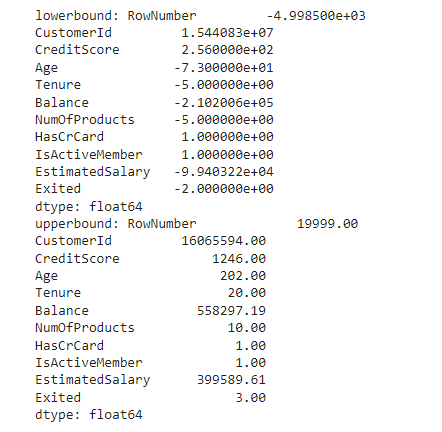 lowerbound: RowNumber         -4.998500e+03
CustomerId         1.544083e+07
CreditScore        2.560000e+02
Age               -7.300000e+01
Tenure            -5.000000e+00
Balance           -2.102006e+05
NumOfProducts     -5.000000e+00
HasCrCard          1.000000e+00
IsActiveMember     1.000000e+00
EstimatedSalary   -9.940322e+04
Exited            -2.000000e+00
dtype: float64
upperbound: RowNumber             19999.00
CustomerId         16065594.00
CreditScore            1246.00
Age                     202.00
Tenure                   20.00
Balance              558297.19
NumOfProducts            10.00
HasCrCard                 1.00
IsActiveMember            1.00
EstimatedSalary      399589.61
Exited                    3.00
dtype: float64